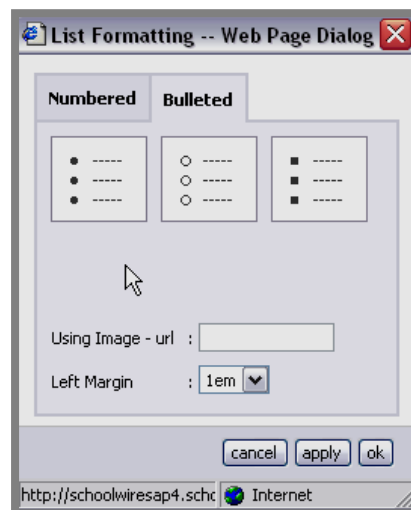 List Formatting -- Web Page Dialog
Numbered Bulleted
----- ----- -----
----- ----- -----
----- ----- -----
Using Image - url :
Left Margin : 1em
cancel apply ok
http://schoolwiresap4.schc Internet